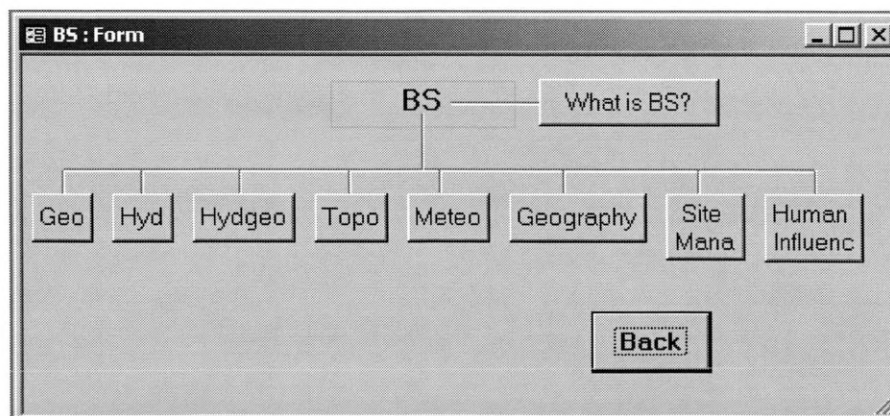 BS : Form
BS
What is BS?
Geo
Hyd
Hydgeo
Topo
Meteo
Geography
Site
Mana
Human
Influenc
Back